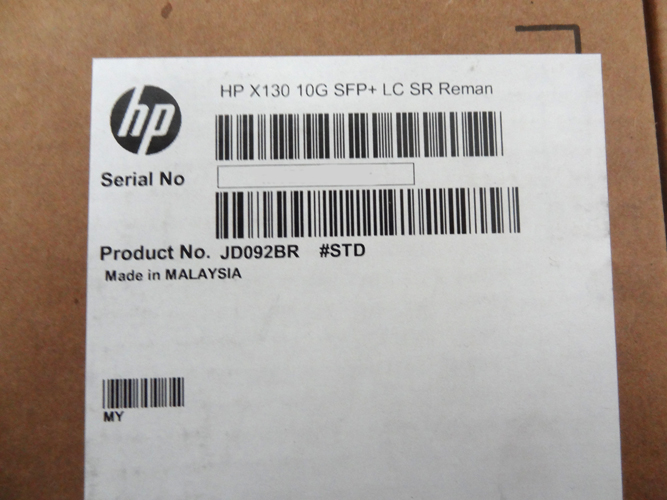 hp
HP X130 10G SFP+ LC SR Reman
Serial No
Product No. JD092BR #STD
Made in MALAYSIA
MY